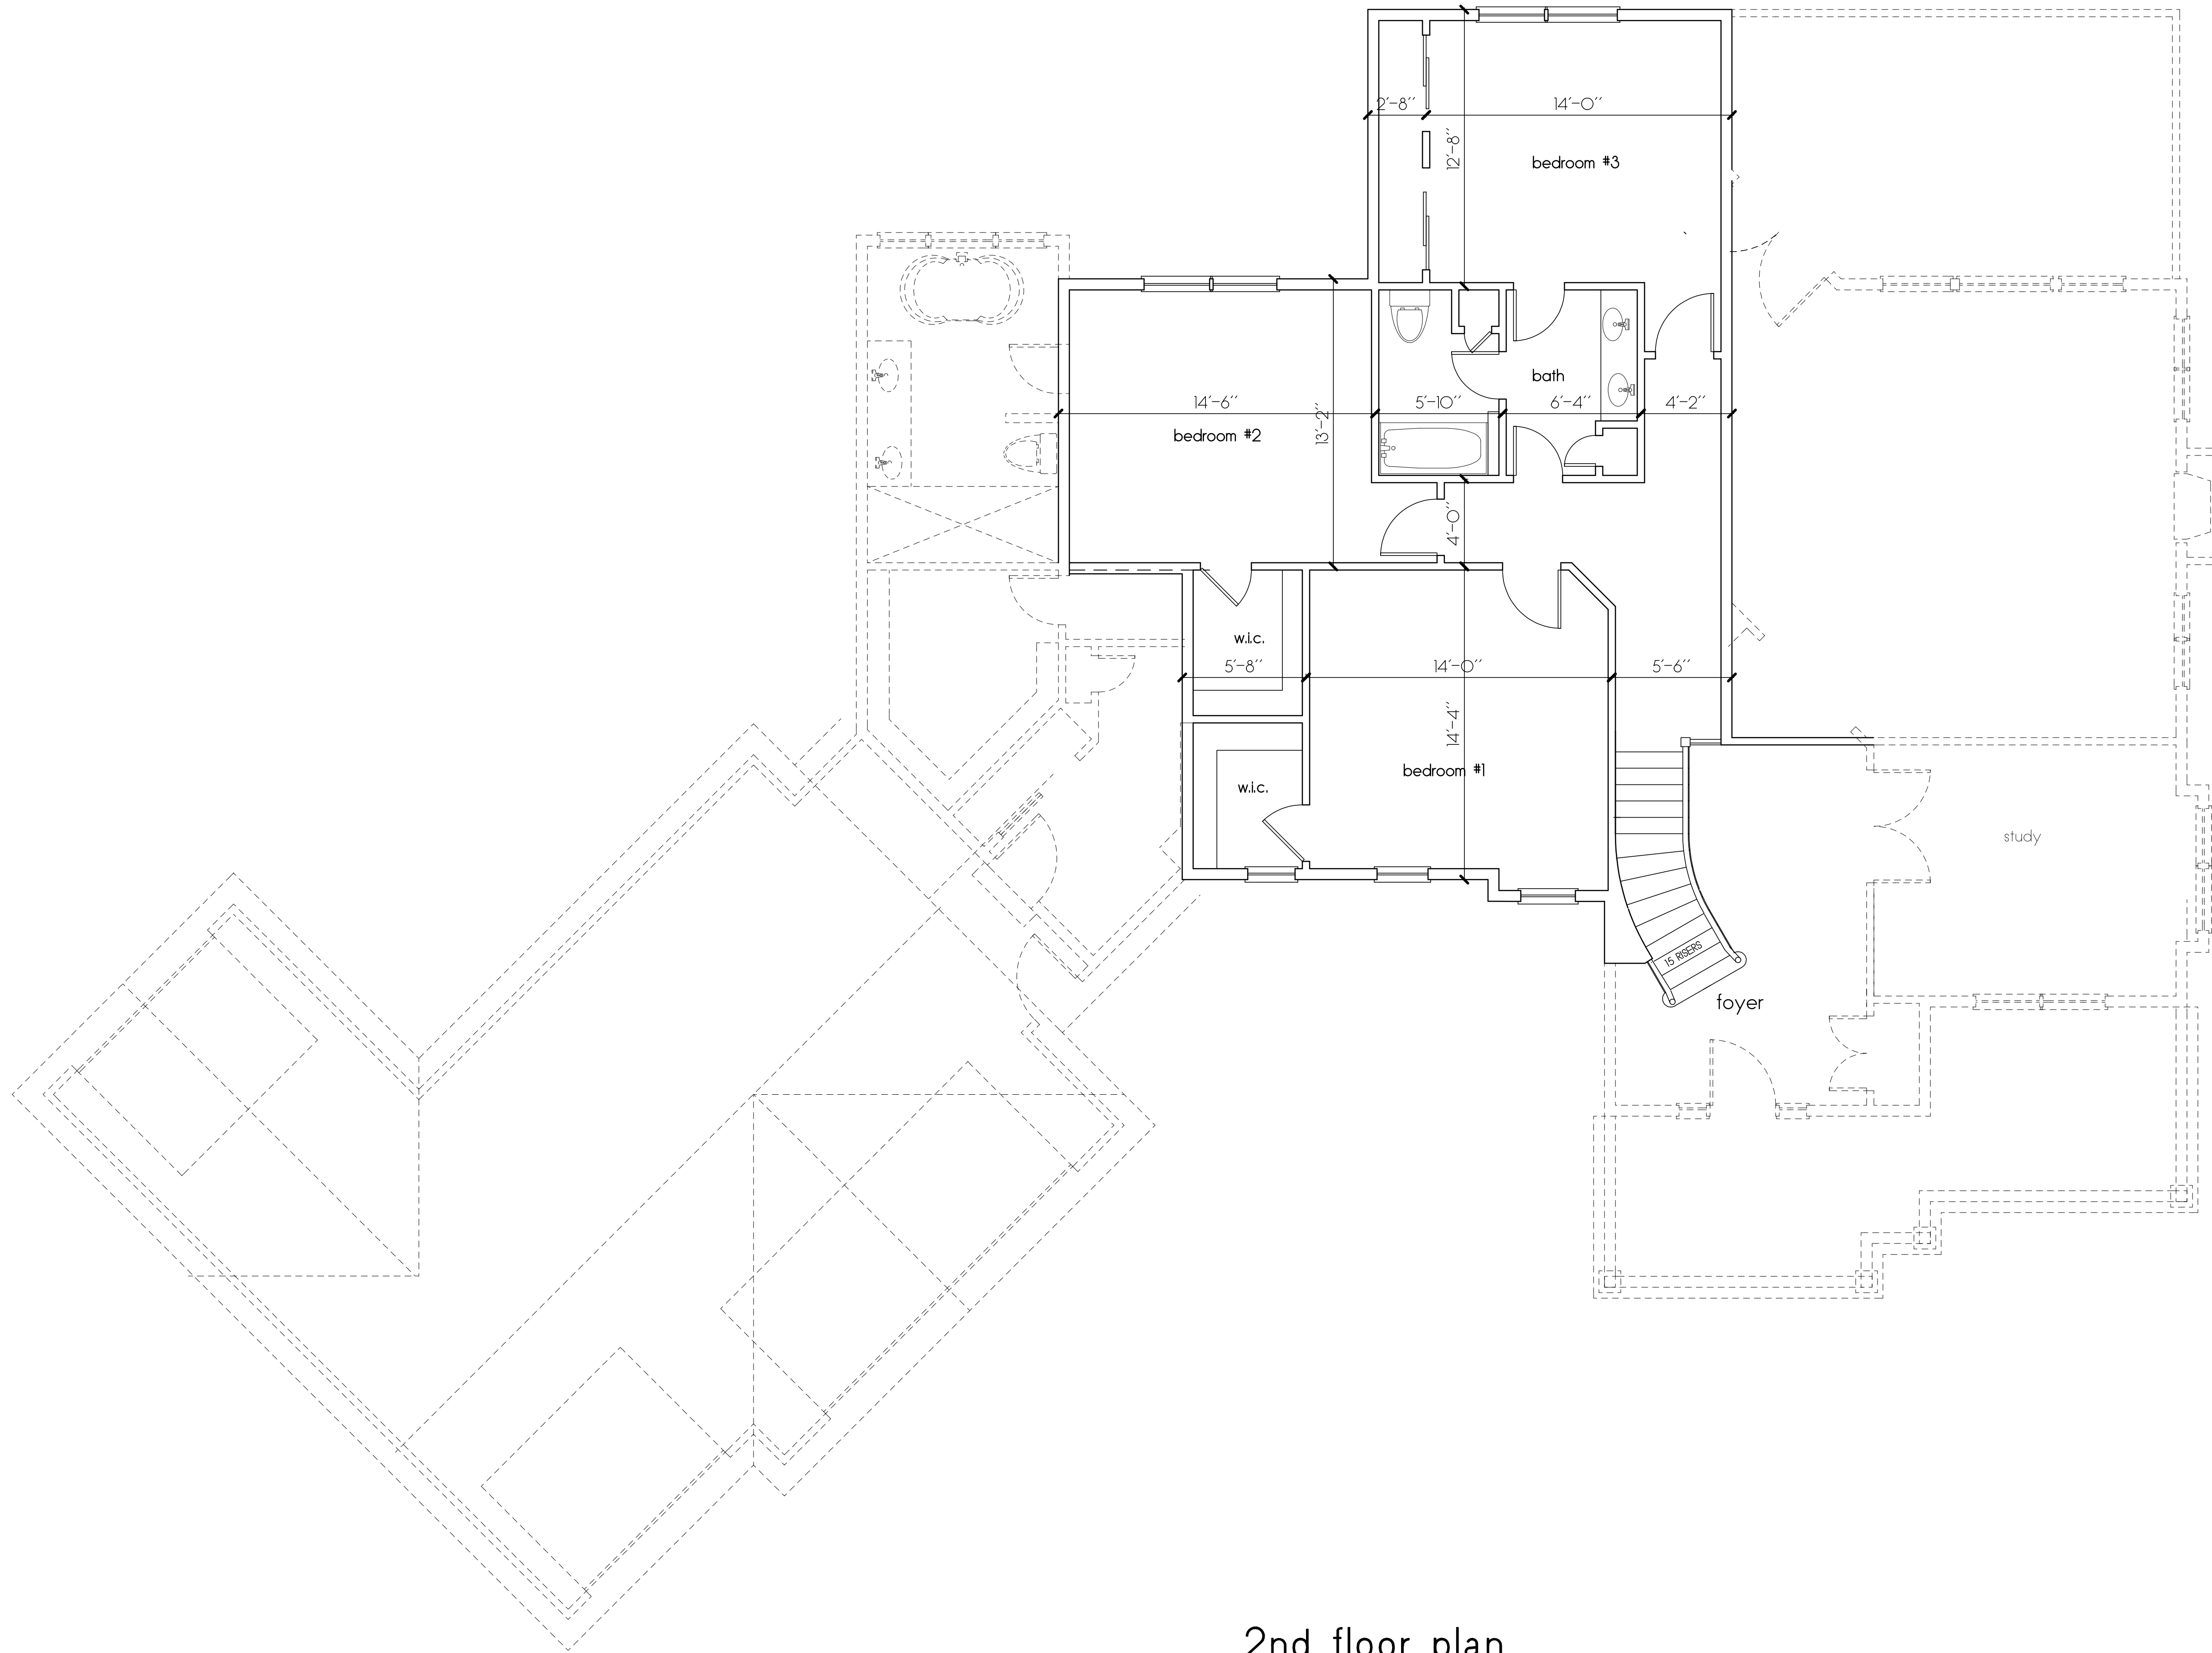 2'-8'' 14'-0''
12'-8''
bedroom #3
bath
14'-6'' 5'-10'' 6'-4'' 4'-2''
13'-2''
bedroom #2
4'-0''
w.i.c.
5'-8'' 14'-0'' 5'-6''
14'-4''
bedroom #1
w.i.c.
study
15 RISERS
foyer
2nd floor plan